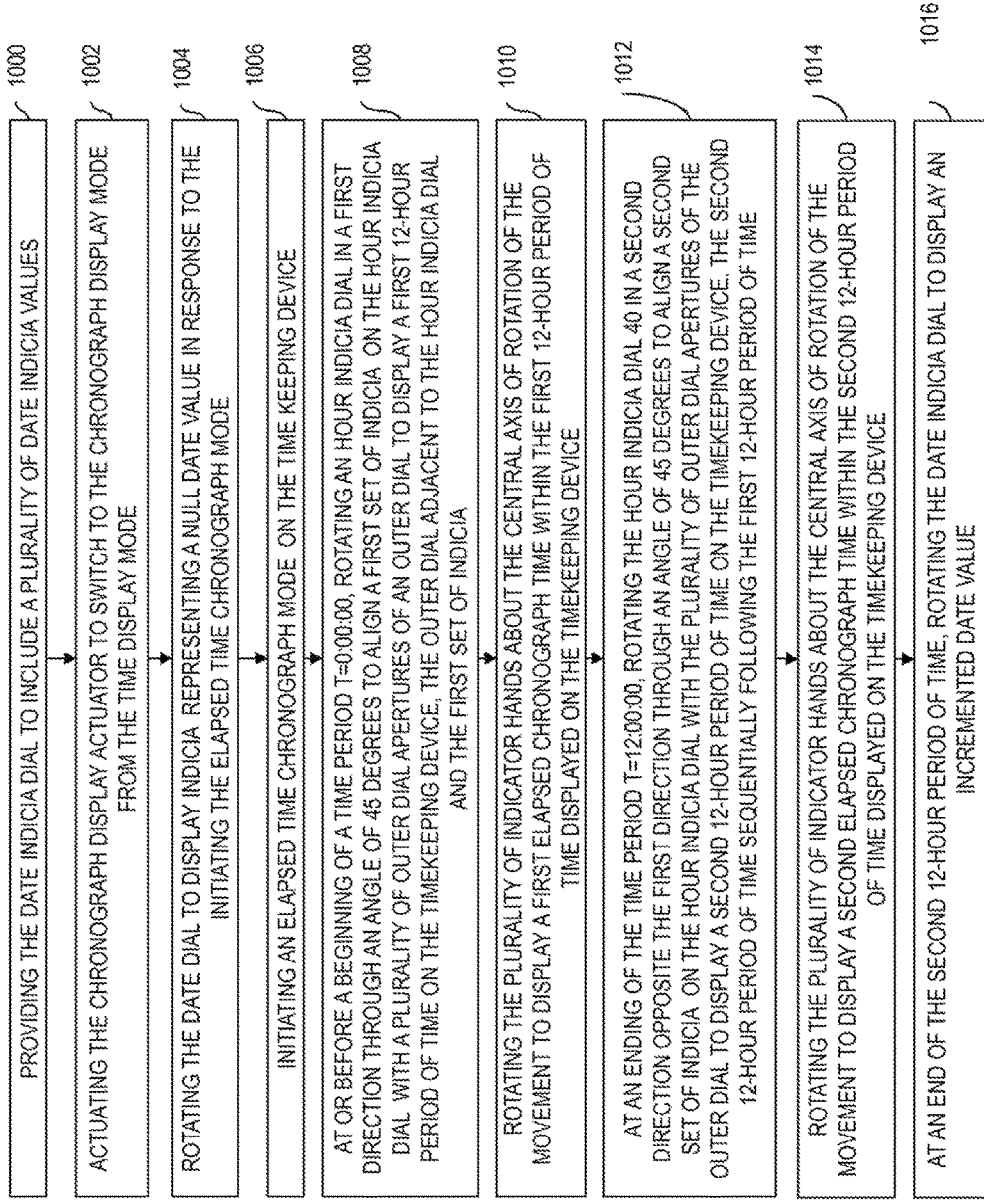 PROVIDING THE DATE INDICIA DIAL TO INCLUDE A PLURALITY OF DATE INDICIA VALUES
1000
ACTUATING THE CHRONOGRAPH DISPLAY ACTUATOR TO SWITCH TO THE CHRONOGRAPH DISPLAY MODE
FROM THE TIME DISPLAY MODE
1002
ROTATING THE DATE DIAL TO DISPLAY INDICIA REPRESENTING A NULL DATE VALUE IN RESPONSE TO THE
INITIATING THE ELAPSED TIME CHRONOGRAPH MODE
1004
INITIATING AN ELAPSED TIME CHRONOGRAPH MODE ON THE TIME KEEPING DEVICE
1006
AT OR BEFORE A BEGINNING OF A TIME PERIOD T=0:00:00, ROTATING AN HOUR INDICIA DIAL IN A FIRST
DIRECTION THROUGH AN ANGLE OF 45 DEGREES TO ALIGN A FIRST SET OF INDICIA ON THE HOUR INDICIA
DIAL WITH A PLURALITY OF OUTER DIAL APERTURES OF AN OUTER DIAL TO DISPLAY A FIRST 12-HOUR
PERIOD OF TIME ON THE TIMEKEEPING DEVICE, THE OUTER DIAL ADJACENT TO THE HOUR INDICIA DIAL
AND THE FIRST SET OF INDICIA
1008
ROTATING THE PLURALITY OF INDICATOR HANDS ABOUT THE CENTRAL AXIS OF ROTATION OF THE
MOVEMENT TO DISPLAY A FIRST ELAPSED CHRONOGRAPH TIME WITHIN THE FIRST 12-HOUR PERIOD OF
TIME DISPLAYED ON THE TIMEKEEPING DEVICE
1010
AT AN ENDING OF THE TIME PERIOD T=12:00:00, ROTATING THE HOUR INDICIA DIAL 40 IN A SECOND
DIRECTION OPPOSITE THE FIRST DIRECTION THROUGH AN ANGLE OF 45 DEGREES TO ALIGN A SECOND
SET OF INDICIA ON THE HOUR INDICIA DIAL WITH THE PLURALITY OF OUTER DIAL APERTURES OF THE
OUTER DIAL TO DISPLAY A SECOND 12-HOUR PERIOD OF TIME ON THE TIMEKEEPING DEVICE, THE SECOND
12-HOUR PERIOD OF TIME SEQUENTIALLY FOLLOWING THE FIRST 12-HOUR PERIOD OF TIME
1012
ROTATING THE PLURALITY OF INDICATOR HANDS ABOUT THE CENTRAL AXIS OF ROTATION OF THE
MOVEMENT TO DISPLAY A SECOND ELAPSED CHRONOGRAPH TIME WITHIN THE SECOND 12-HOUR PERIOD
OF TIME DISPLAYED ON THE TIMEKEEPING DEVICE
1014
AT AN END OF THE SECOND 12-HOUR PERIOD OF TIME, ROTATING THE DATE INDICIA DIAL TO DISPLAY AN
INCREMENTED DATE VALUE
1016